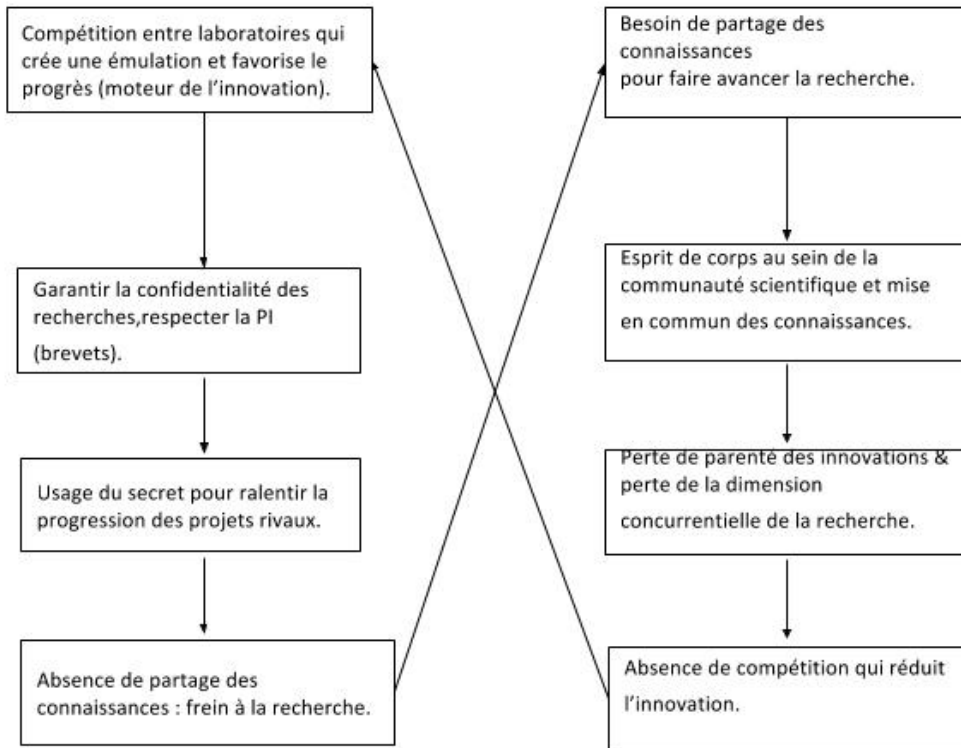 Compétition entre laboratoires qui
crée une émulation et favorise le
progrès (moteur de l’innovation).
Garantir la confidentialité des
recherches,respecter la PI
(brevets).
Usage du secret pour ralentir la
progression des projets rivaux.
Absence de partage des
connaissances : frein à la recherche.
Besoin de partage des
connaissances
pour faire avancer la recherche.
Esprit de corps au sein de la
communauté scientifique et mise
en commun des connaissances.
Perte de parenté des innovations &
perte de la dimension
concurrentielle de la recherche.
Absence de compétition qui réduit
l’innovation.